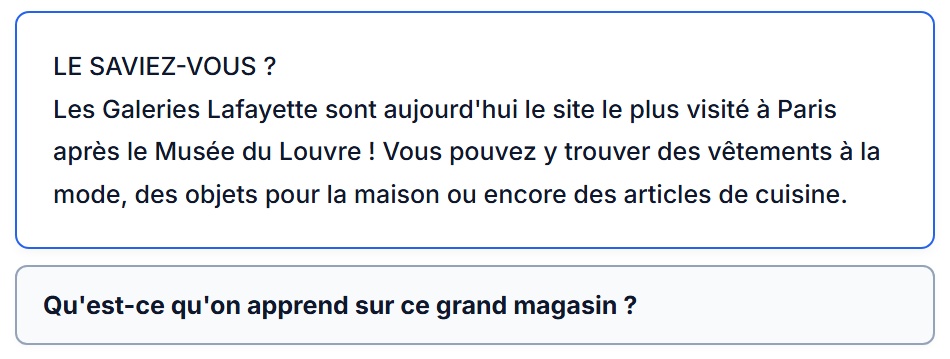 LE SAVIEZ-VOUS ?
Les Galeries Lafayette sont aujourd'hui le site le plus visité à Paris
après le Musée du Louvre ! Vous pouvez y trouver des vêtements à la
mode, des objets pour la maison ou encore des articles de cuisine.
Qu'est-ce qu'on apprend sur ce grand magasin ?